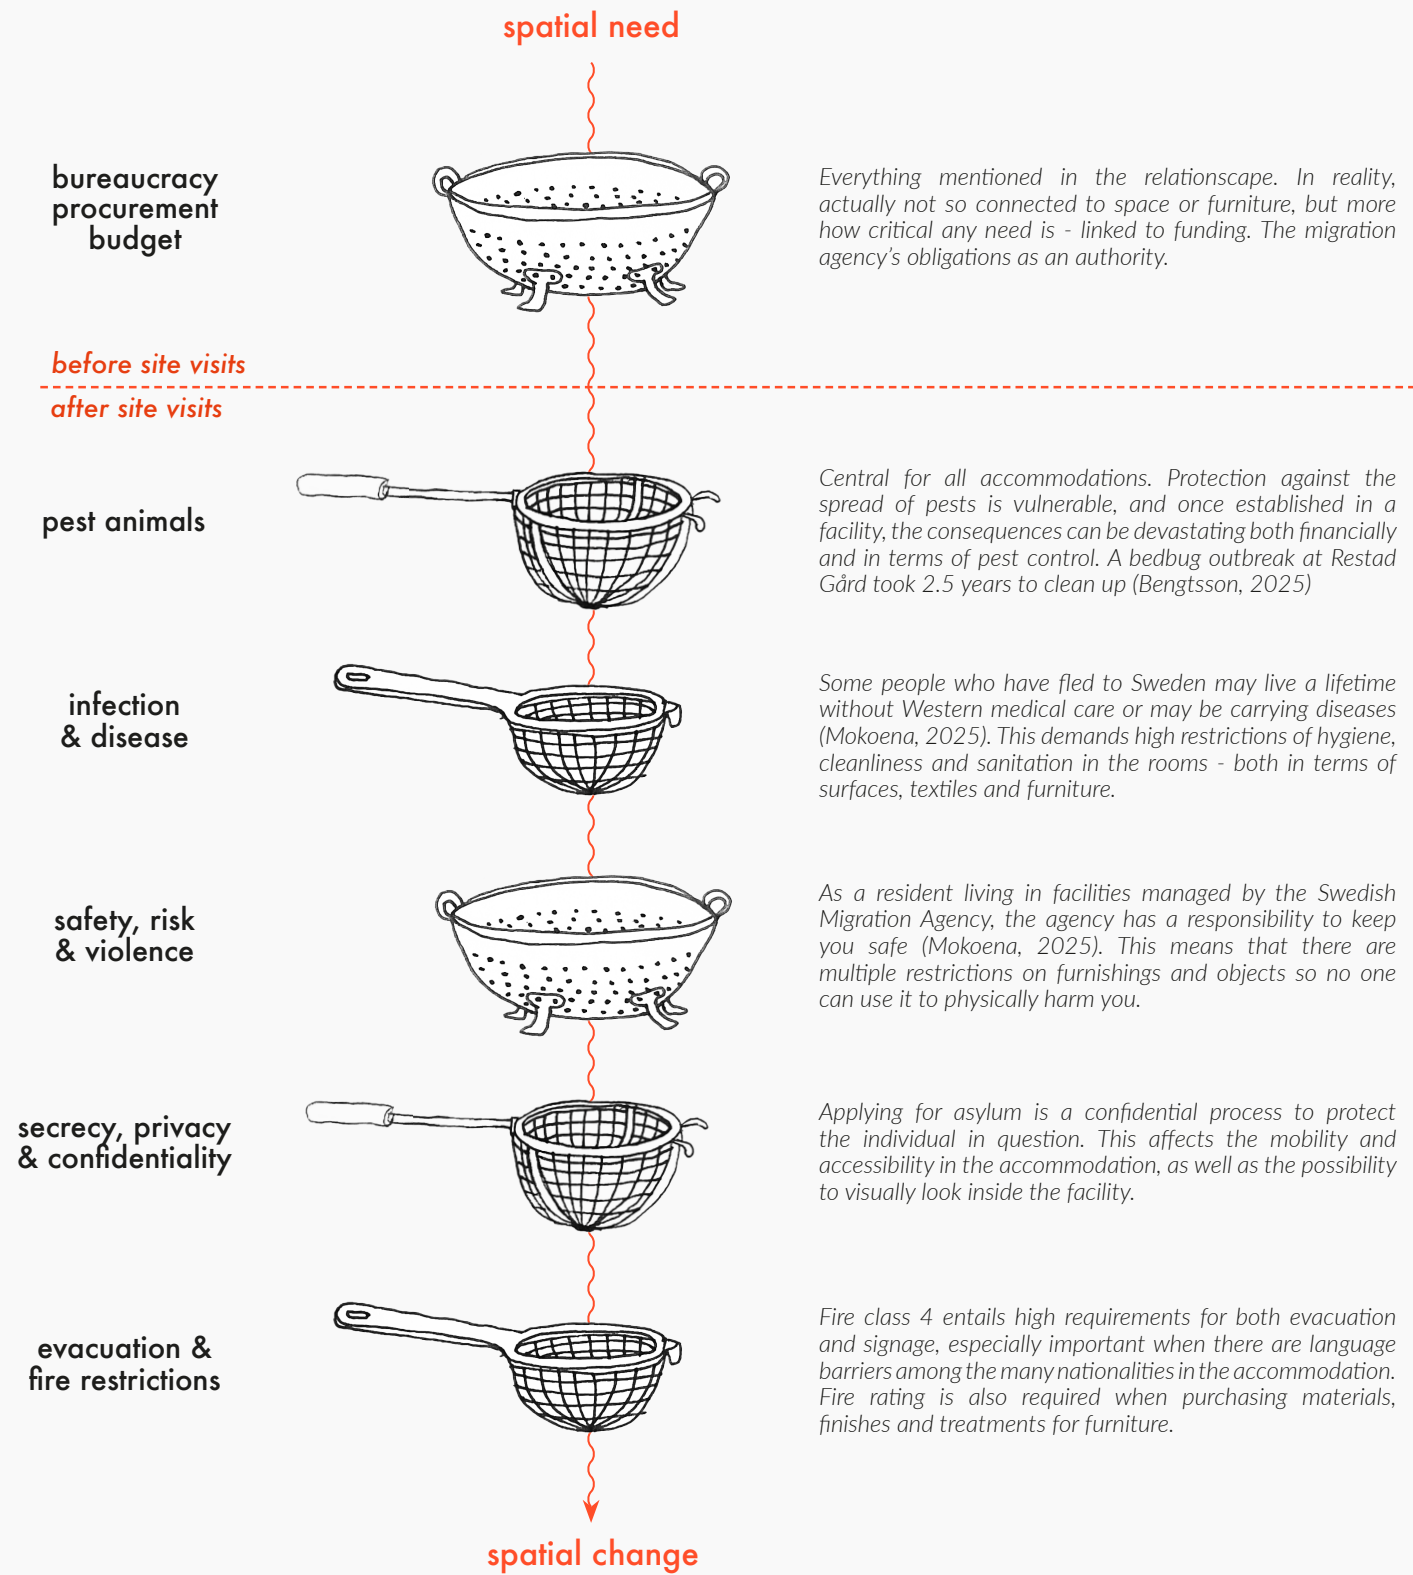 spatial need
bureaucracy
procurement
budget
Everything mentioned in the relationscape. In reality,
actually not so connected to space or furniture, but more
how critical any need is - linked to funding. The migration
agency’s obligations as an authority.
before site visits
after site visits
pest animals
Central for all accommodations. Protection against the
spread of pests is vulnerable, and once established in a
facility, the consequences can be devastating both financially
and in terms of pest control. A bedbug outbreak at Restad
Gård took 2.5 years to clean up (Bengtsson, 2025)
infection
& disease
Some people who have fled to Sweden may live a lifetime
without Western medical care or may be carrying diseases
(Mokoena, 2025). This demands high restrictions of hygiene,
cleanliness and sanitation in the rooms - both in terms of
surfaces, textiles and furniture.
safety, risk
& violence
As a resident living in facilities managed by the Swedish
Migration Agency, the agency has a responsibility to keep
you safe (Mokoena, 2025). This means that there are
multiple restrictions on furnishings and objects so no one
can use it to physically harm you.
secrecy, privacy
& confidentiality
Applying for asylum is a confidential process to protect
the individual in question. This affects the mobility and
accessibility in the accommodation, as well as the possibility
to visually look inside the facility.
evacuation &
fire restrictions
Fire class 4 entails high requirements for both evacuation
and signage, especially important when there are language
barriers among the many nationalities in the accommodation.
Fire rating is also required when purchasing materials,
finishes and treatments for furniture.
spatial change